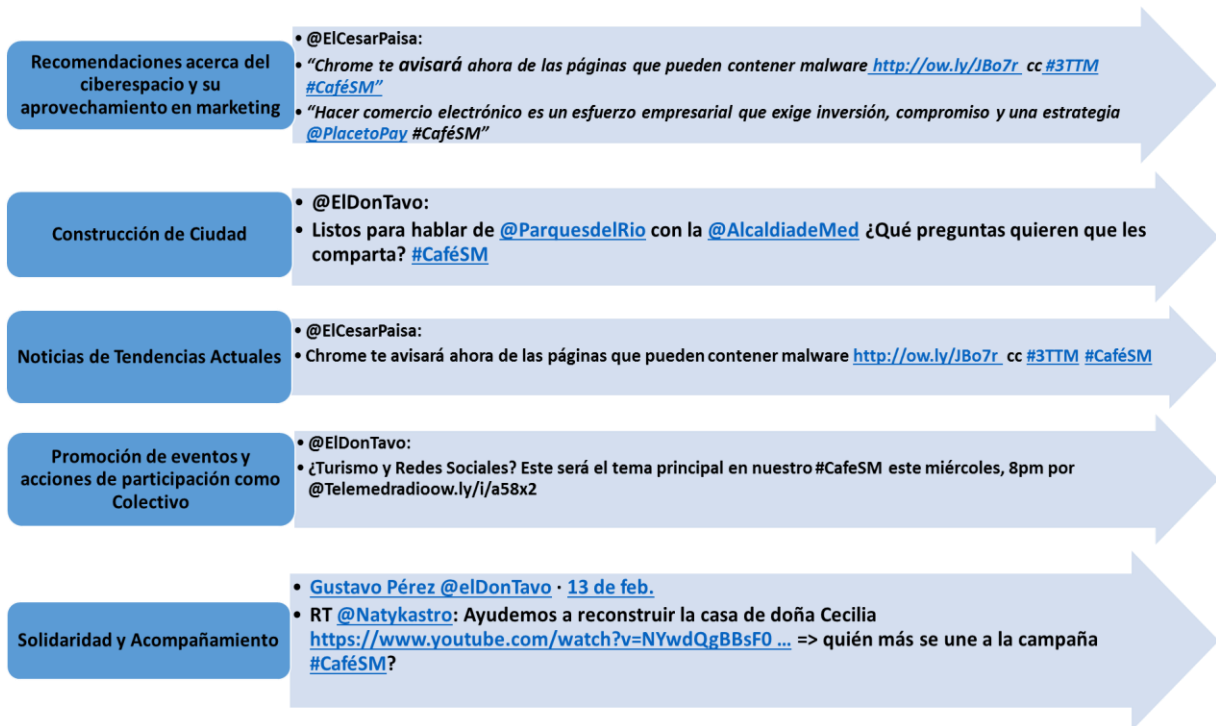 Recomendaciones acerca del
ciberespacio y su
aprovechamiento en marketing
• @ElCesarPaisa:
• “Chrome te avisará ahora de las páginas que pueden contener malware http://ow.ly/JBo7r cc #3TTM
#CaféSM”
• “Hacer comercio electrónico es un esfuerzo empresarial que exige inversión, compromiso y una estrategia
@PlacetoPay #CaféSM”
Construcción de Ciudad
• @ElDonTavo:
• Listos para hablar de @ParquesdelRio con la @AlcaldiadeMed ¿Qué preguntas quieren que les
comparta? #CaféSM
Noticias de Tendencias Actuales
• @ElCesarPaisa:
• Chrome te avisará ahora de las páginas que pueden contener malware http://ow.ly/JBo7r cc #3TTM #CaféSM
Promoción de eventos y
acciones de participación como
Colectivo
• @ElDonTavo:
• ¿Turismo y Redes Sociales? Este será el tema principal en nuestro #CafeSM este miércoles, 8pm por
@Telemedradioow.ly/i/a58x2
Solidaridad y Acompañamiento
• Gustavo Pérez @elDonTavo · 13 de feb.
• RT @Natykastro: Ayudemos a reconstruir la casa de doña Cecilia
https://www.youtube.com/watch?v=NYwdQgBBsF0 … => quién más se une a la campaña
#CaféSM?